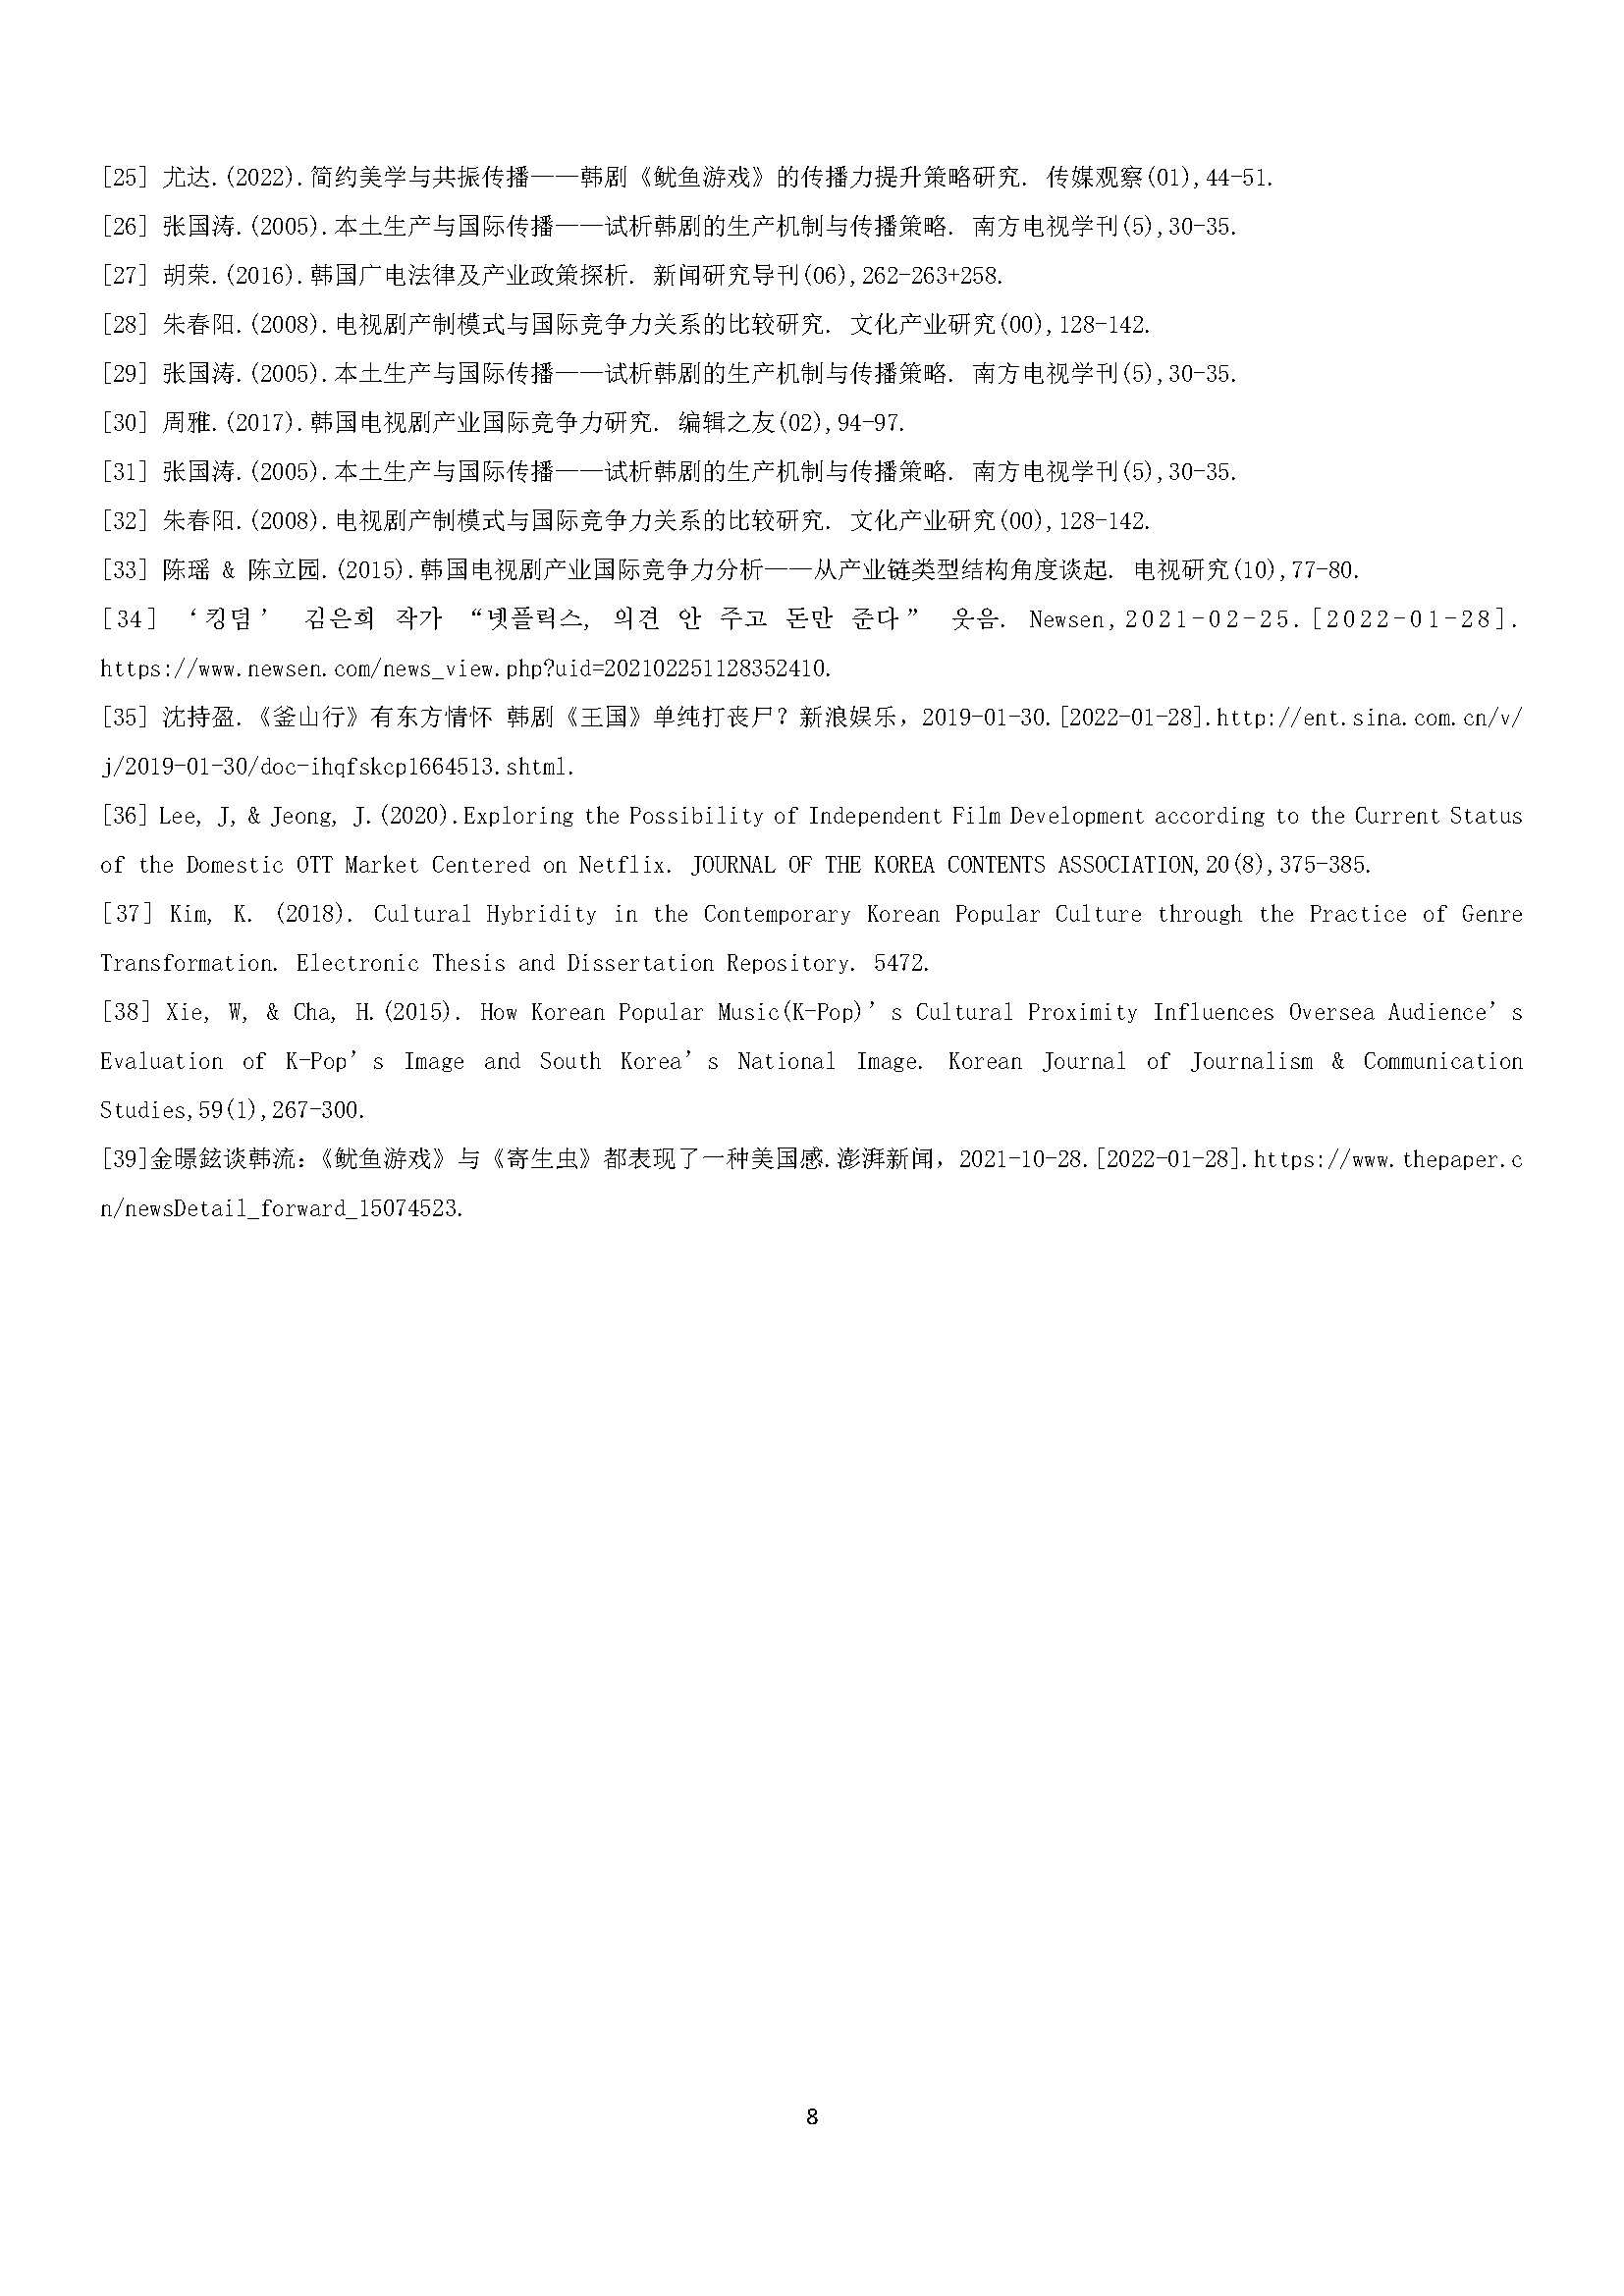 [25] 尤达.(2022).简约美学与共振传播——韩剧《鱿鱼游戏》的传播力提升策略研究. 传媒观察(01),44-51.
[26] 张国涛.(2005).本土生产与国际传播——试析韩剧的生产机制与传播策略. 南方电视学刊(5),30-35.
[27] 胡荣.(2016).韩国广电法律及产业政策探析. 新闻研究导刊(06),262-263+258.
[28] 朱春阳.(2008).电视剧产制模式与国际竞争力关系的比较研究. 文化产业研究(00),128-142.
[29] 张国涛.(2005).本土生产与国际传播——试析韩剧的生产机制与传播策略. 南方电视学刊(5),30-35.
[30] 周雅.(2017).韩国电视剧产业国际竞争力研究. 编辑之友(02),94-97.
[31] 张国涛.(2005).本土生产与国际传播——试析韩剧的生产机制与传播策略. 南方电视学刊(5),30-35.
[32] 朱春阳.(2008).电视剧产制模式与国际竞争力关系的比较研究. 文化产业研究(00),128-142.
[33] 陈瑶 & 陈立园.(2015).韩国电视剧产业国际竞争力分析——从产业链类型结构角度谈起. 电视研究(10),77-80.
[34] ‘킹덤’ 김은희 작가 “넷플릭스, 의견 안 주고 돈만 준다” 웃음. Newsen,2021-02-25.[2022-01-28].
https://www.newsen.com/news_view.php?uid=202102251128352410.
[35] 沈持盈.《釜山行》有东方情怀 韩剧《王国》单纯打丧尸？新浪娱乐，2019-01-30.[2022-01-28].http://ent.sina.com.cn/v/
j/2019-01-30/doc-ihqfskcp1664513.shtml.
[36] Lee, J, & Jeong, J.(2020).Exploring the Possibility of Independent Film Development according to the Current Status
of the Domestic OTT Market Centered on Netflix. JOURNAL OF THE KOREA CONTENTS ASSOCIATION,20(8),375-385.
[37] Kim, K. (2018). Cultural Hybridity in the Contemporary Korean Popular Culture through the Practice of Genre
Transformation. Electronic Thesis and Dissertation Repository. 5472.
[38] Xie, W, & Cha, H.(2015). How Korean Popular Music(K-Pop)’s Cultural Proximity Influences Oversea Audience’s
Evaluation of K-Pop’s Image and South Korea’s National Image. Korean Journal of Journalism & Communication
Studies,59(1),267-300.
[39]金暻鉉谈韩流：《鱿鱼游戏》与《寄生虫》都表现了一种美国感.澎湃新闻，2021-10-28.[2022-01-28].https://www.thepaper.c
n/newsDetail_forward_15074523.
8